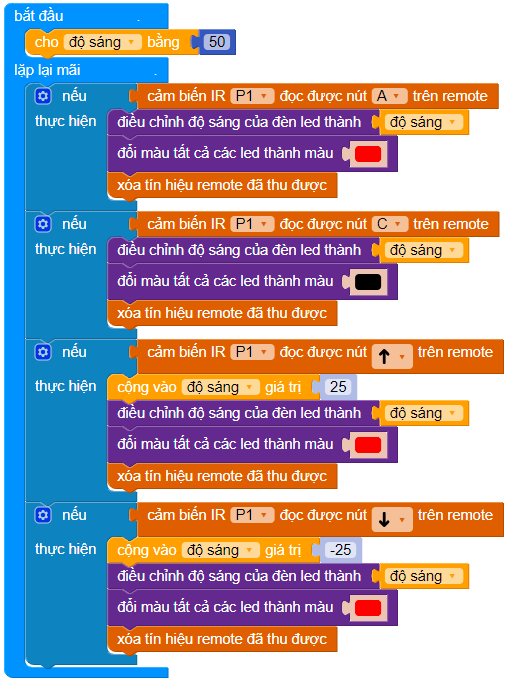 bắt đầu
cho độ sáng bằng 50
lặp lại mãi
nếu cảm biến IR P1 đọc được nút A trên remote
thực hiện điều chỉnh độ sáng của đèn led thành độ sáng
đổi màu tất cả các led thành màu
xóa tín hiệu remote đã thu được
nếu cảm biến IR P1 đọc được nút C trên remote
thực hiện điều chỉnh độ sáng của đèn led thành độ sáng
đổi màu tất cả các led thành màu
xóa tín hiệu remote đã thu được
nếu cảm biến IR P1 đọc được nút ↑ trên remote
thực hiện cộng vào độ sáng giá trị 25
điều chỉnh độ sáng của đèn led thành độ sáng
đổi màu tất cả các led thành màu
xóa tín hiệu remote đã thu được
nếu cảm biến IR P1 đọc được nút ↓ trên remote
thực hiện cộng vào độ sáng giá trị -25
điều chỉnh độ sáng của đèn led thành độ sáng
đổi màu tất cả các led thành màu
xóa tín hiệu remote đã thu được